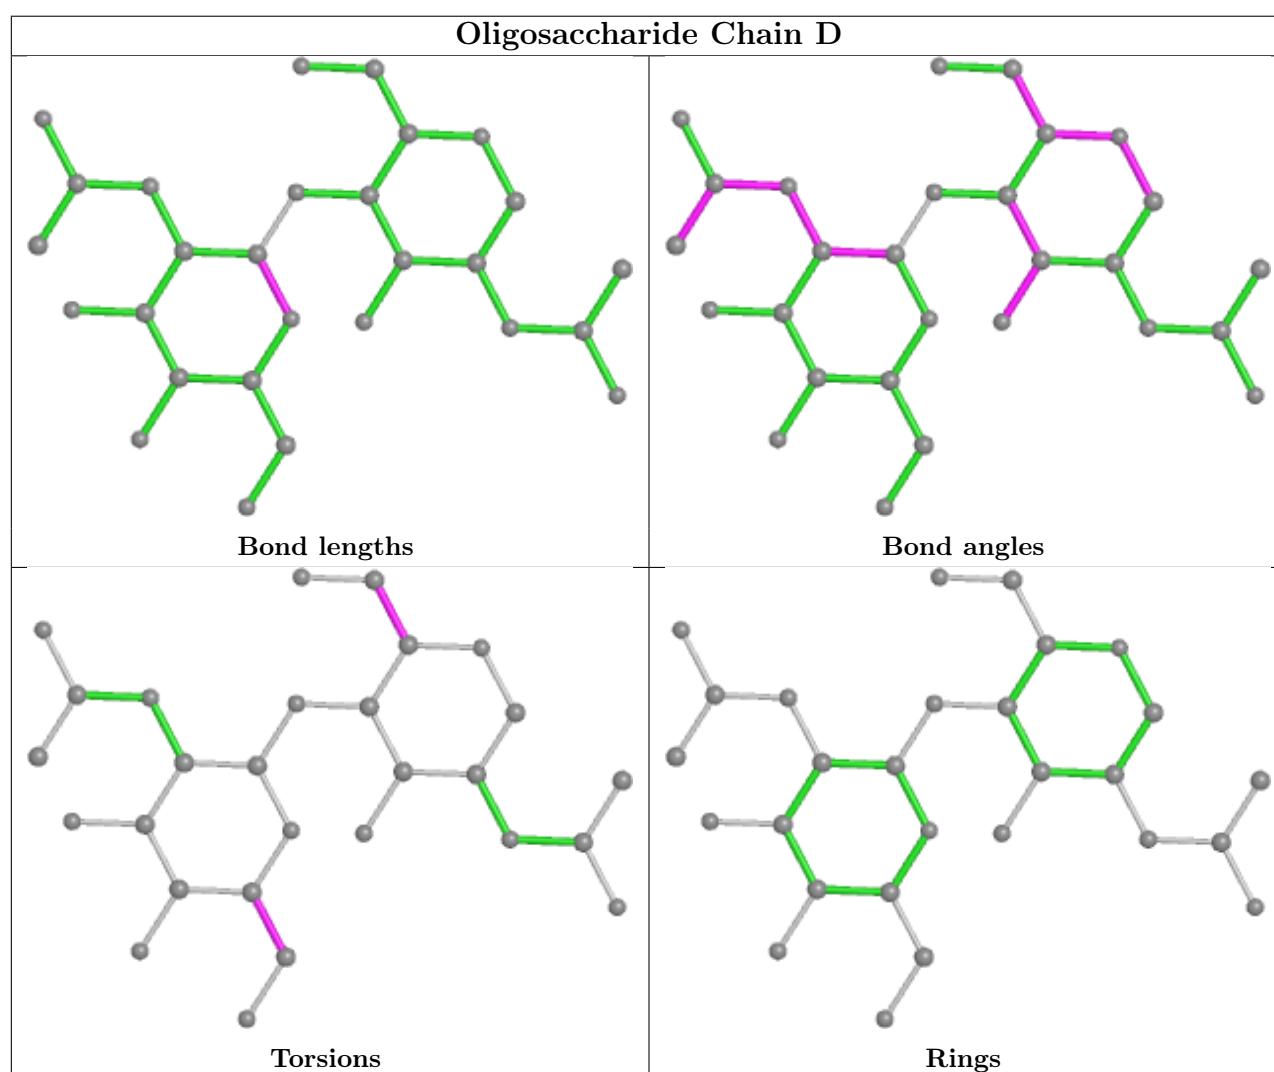 Oligosaccharide Chain D
Bond lengths
Bond angles
Torsions
Rings